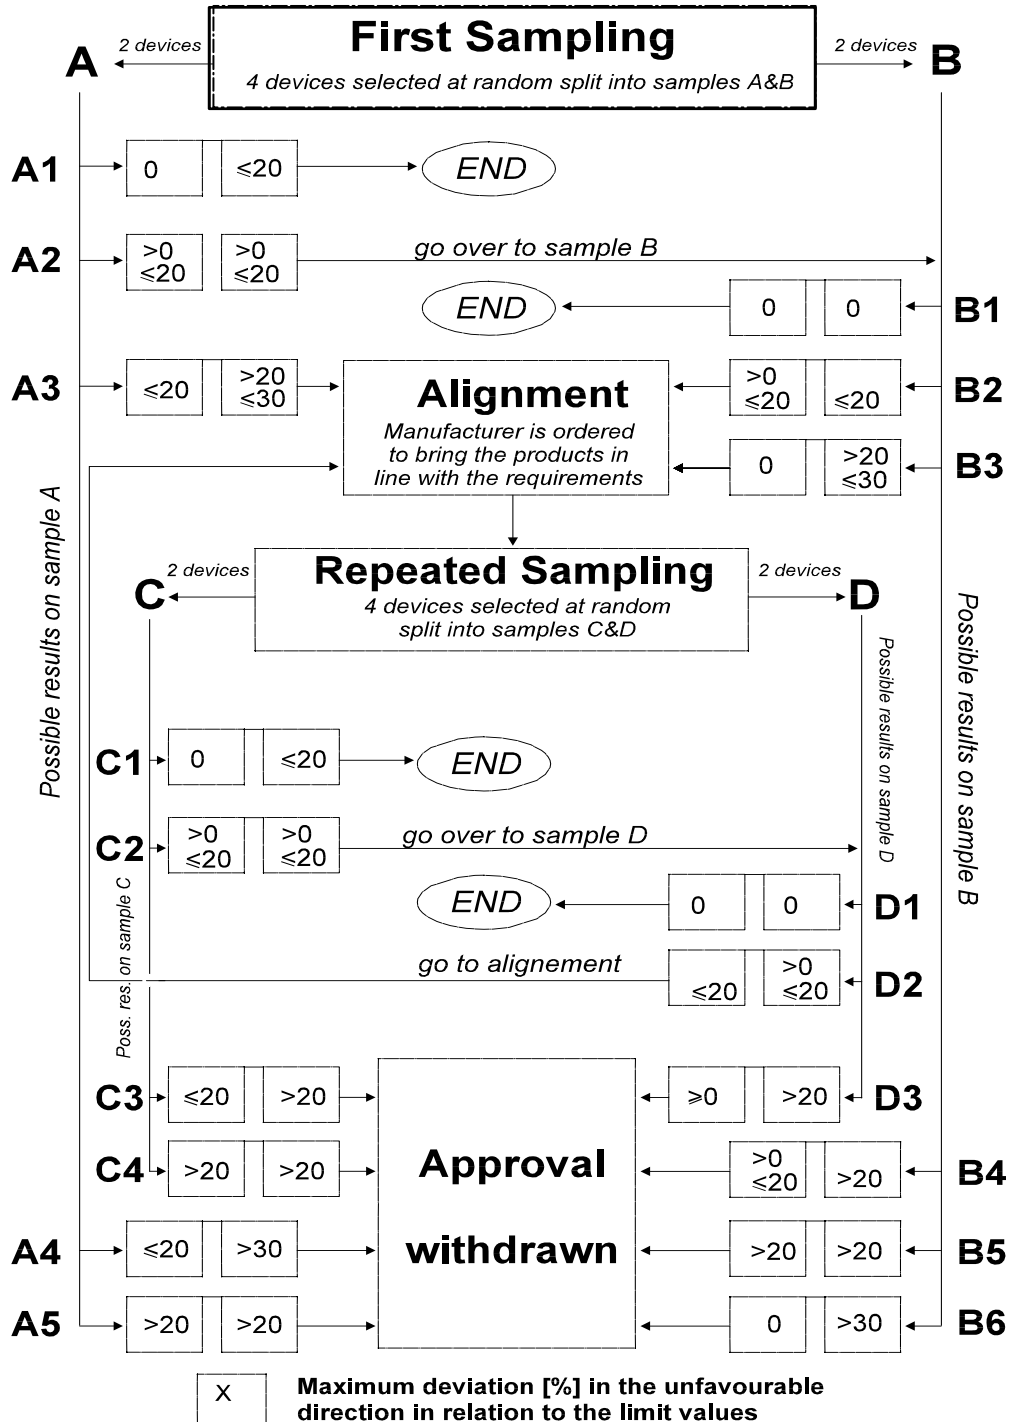 First Sampling
4 devices selected at random split into samples A&B
A
2 devices
2 devices
B
A1
0
≤20
END
A2
>0
≤20
>0
≤20
go over to sample B
END
0
0
B1
A3
≤20
>20
≤30
Alignment
Manufacturer is ordered
to bring the products in
line with the requirements
>0
≤20
≤20
B2
0
>20
≤30
B3
Possible results on sample A
Possible results on sample B
Repeated Sampling
4 devices selected at random
split into samples C&D
C
2 devices
2 devices
D
Possible results on sample D
C1
0
≤20
END
C2
>0
≤20
>0
≤20
go over to sample D
Poss. res. on sample C
END
0
0
D1
go to alignement
≤20
>0
≤20
D2
C3
≤20
>20
≥0
>20
D3
C4
>20
>20
Approval
withdrawn
>0
≤20
>20
B4
A4
≤20
>30
>20
>20
B5
A5
>20
>20
0
>30
B6
X
Maximum deviation [%] in the unfavourable
direction in relation to the limit values